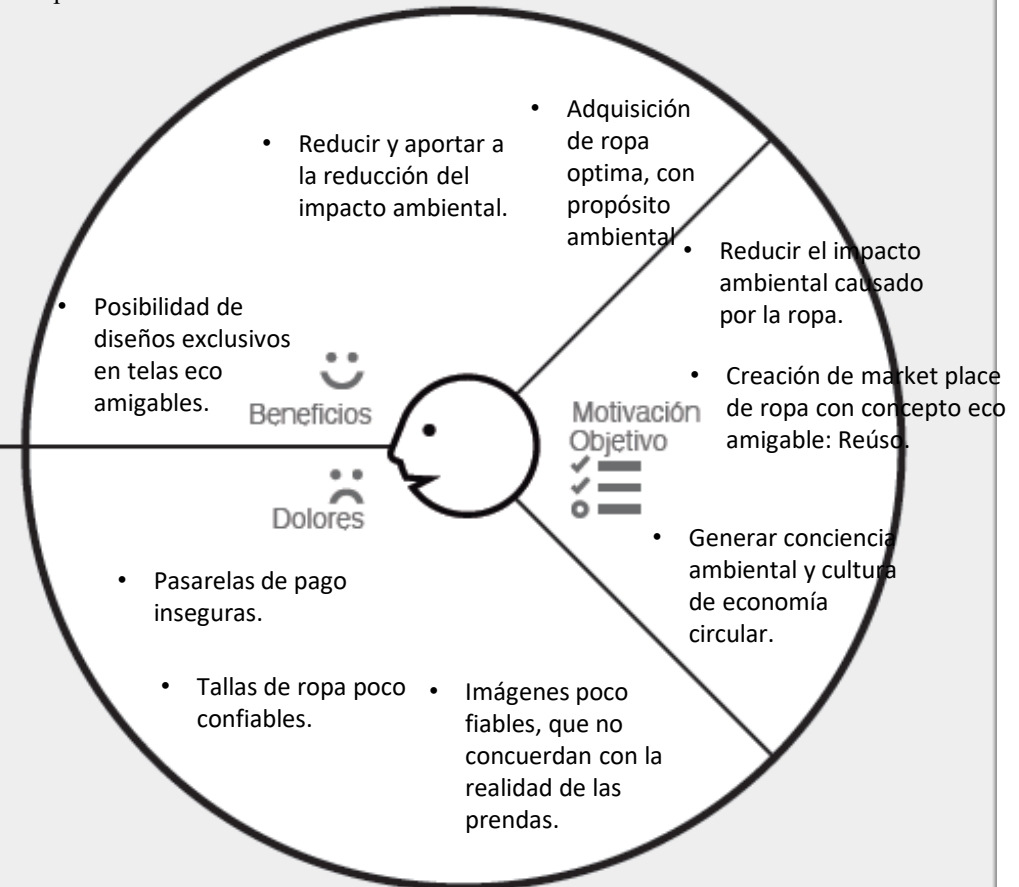 • Adquisición
de ropa
optima, con
propósito
ambiental
• Reducir y aportar a
la reducción del
impacto ambiental.
• Posibilidad de
diseños exclusivos
en telas eco
amigables.
Beneficios
• Reducir el impacto
ambiental causado
por la ropa.
• Creación de market place
de ropa con concepto eco
amigable: Reúso.
Motivación
Objetivo
• Generar conciencia
ambiental y cultura
de economía
circular.
Dolores
• Pasarelas de pago
inseguras.
• Tallas de ropa poco
confiables.
• Imágenes poco
fiables, que no
concuerdan con la
realidad de las
prendas.